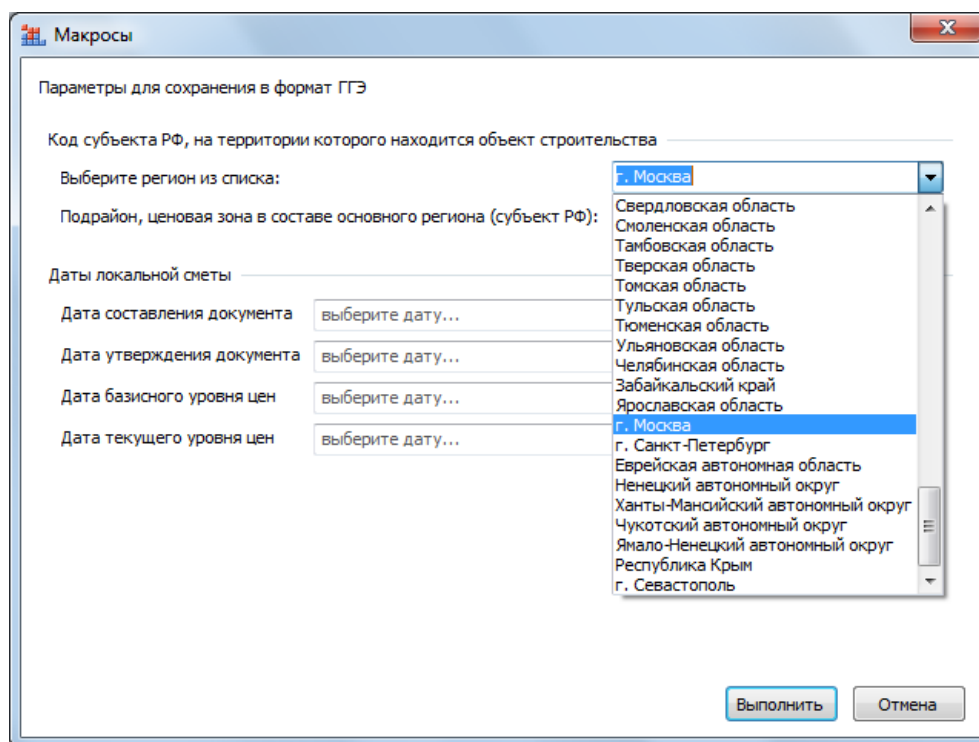 Макросы
Параметры для сохранения в формат ГГЭ
Код субъекта РФ, на территории которого находится объект строительства
Выберите регион из списка:
г. Москва
Подрайон, ценовая зона в составе основного региона (субъект РФ):
Свердловская область
Смоленская область
Тамбовская область
Тверская область
Томская область
Тульская область
Тюменская область
Ульяновская область
Челябинская область
Забайкальский край
Ярославская область
г. Москва
г. Санкт-Петербург
Еврейская автономная область
Ненецкий автономный округ
Ханты-Мансийский автономный округ
Чукотский автономный округ
Ямало-Ненецкий автономный округ
Республика Крым
г. Севастополь
Даты локальной сметы
Дата составления документа
выберите дату...
Дата утверждения документа
выберите дату...
Дата базисного уровня цен
выберите дату...
Дата текущего уровня цен
выберите дату...
Выполнить
Отмена